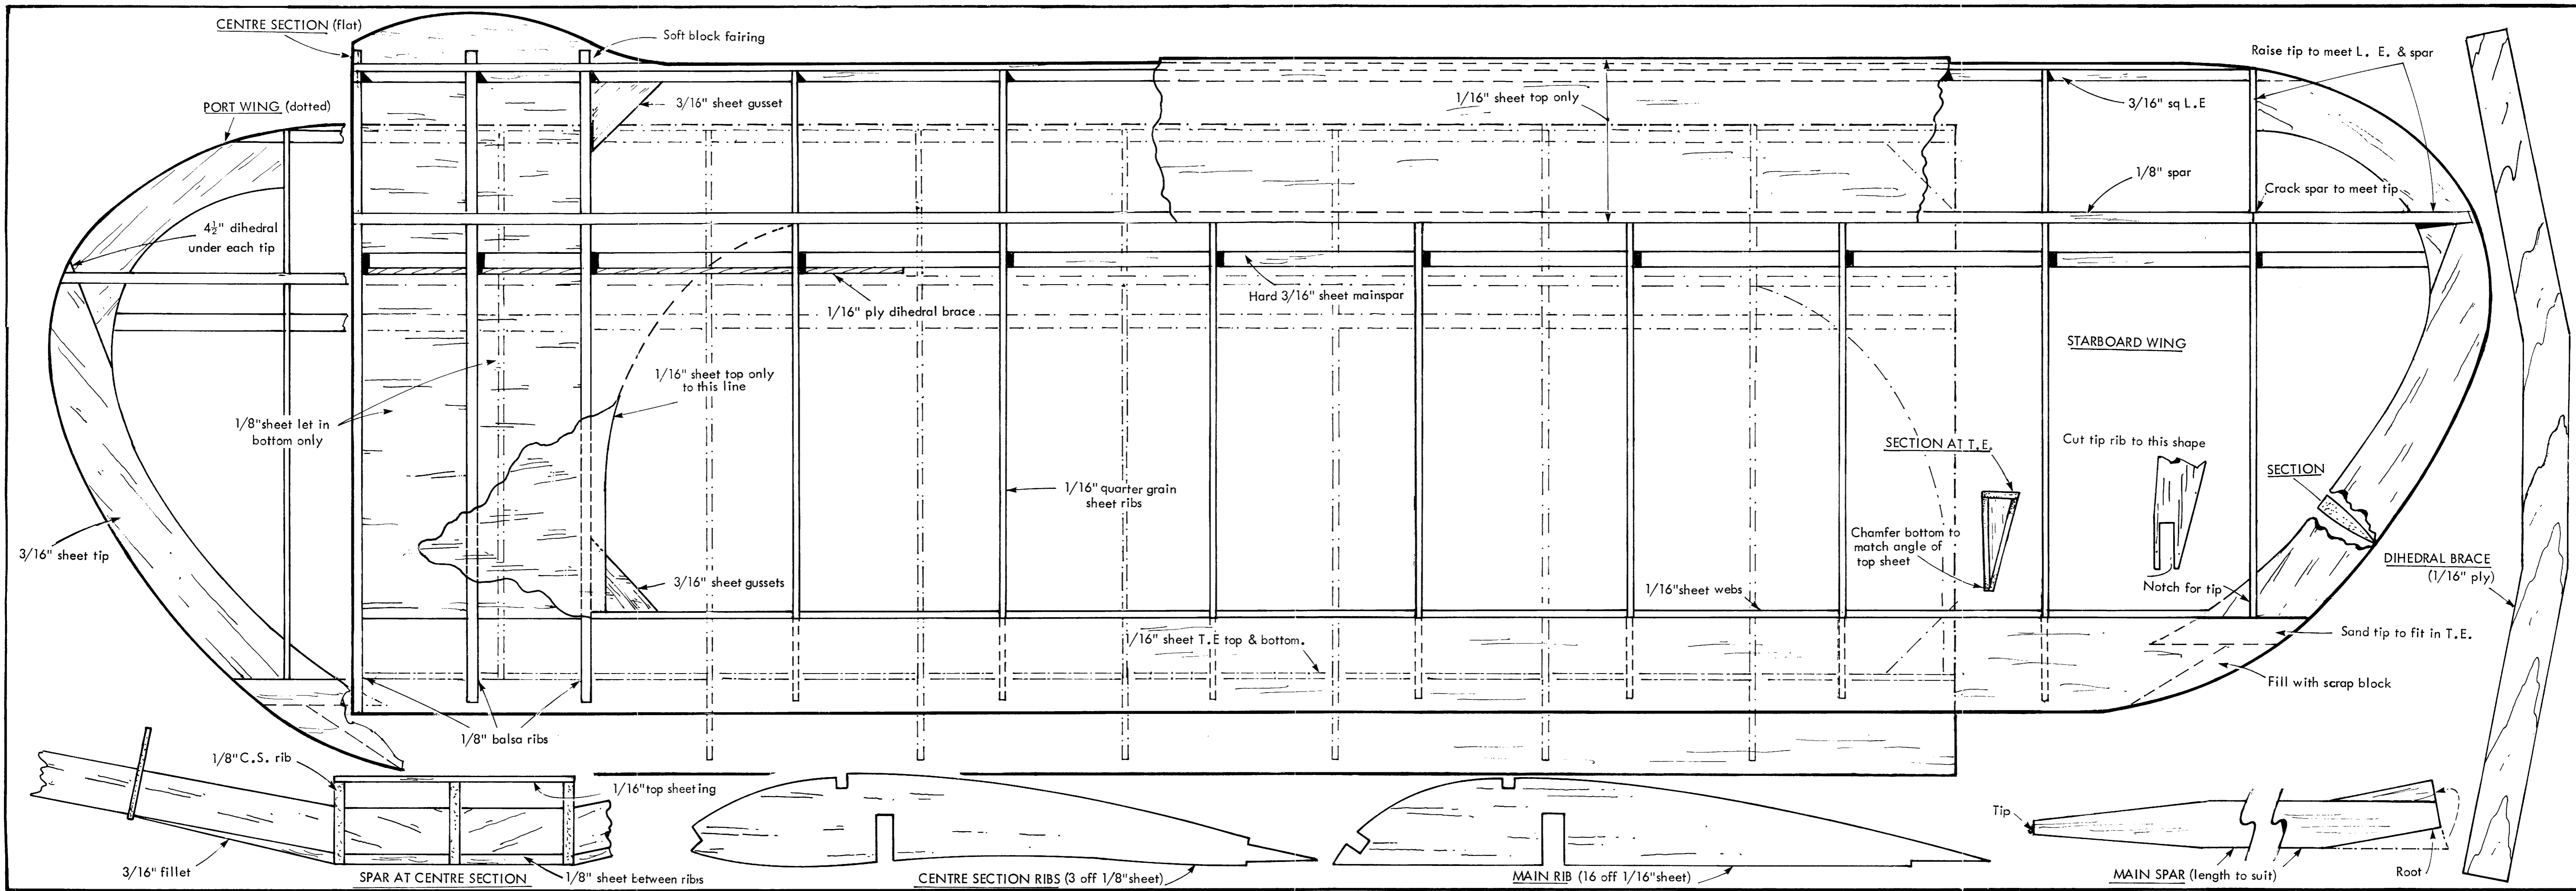 CENTRE SECTION (flat)
Soft block fairing
Raise tip to meet L. E. & spar
PORT WING (dotted)
3/16" sheet gusset
1/16" sheet top only
3/16" sq L.E
1/8" spar
Crack spar to meet tip
4½" dihedral
under each tip
Hard 3/16" sheet mainspar
1/16" ply dihedral brace
STARBOARD WING
1/16" sheet top only
to this line
1/8"sheet let in
bottom only
SECTION AT T.E.
Cut tip rib to this shape
SECTION
1/16" quarter grain
sheet ribs
3/16" sheet tip
Chamfer bottom to
match angle of
top sheet
DIHEDRAL BRACE
(1/16" ply)
3/16" sheet gussets
1/16"sheet webs
Notch for tip
1/16" sheet T.E top & bottom.
Sand tip to fit in T.E.
Fill with scrap block
1/8" balsa ribs
1/8"C.S. rib
1/16"top sheeting
Tip
3/16" fillet
SPAR AT CENTRE SECTION
1/8" sheet between ribs
CENTRE SECTION RIBS (3 off 1/8"sheet)
MAIN RIB (16 off 1/16"sheet)
MAIN SPAR (length to suit)
Root